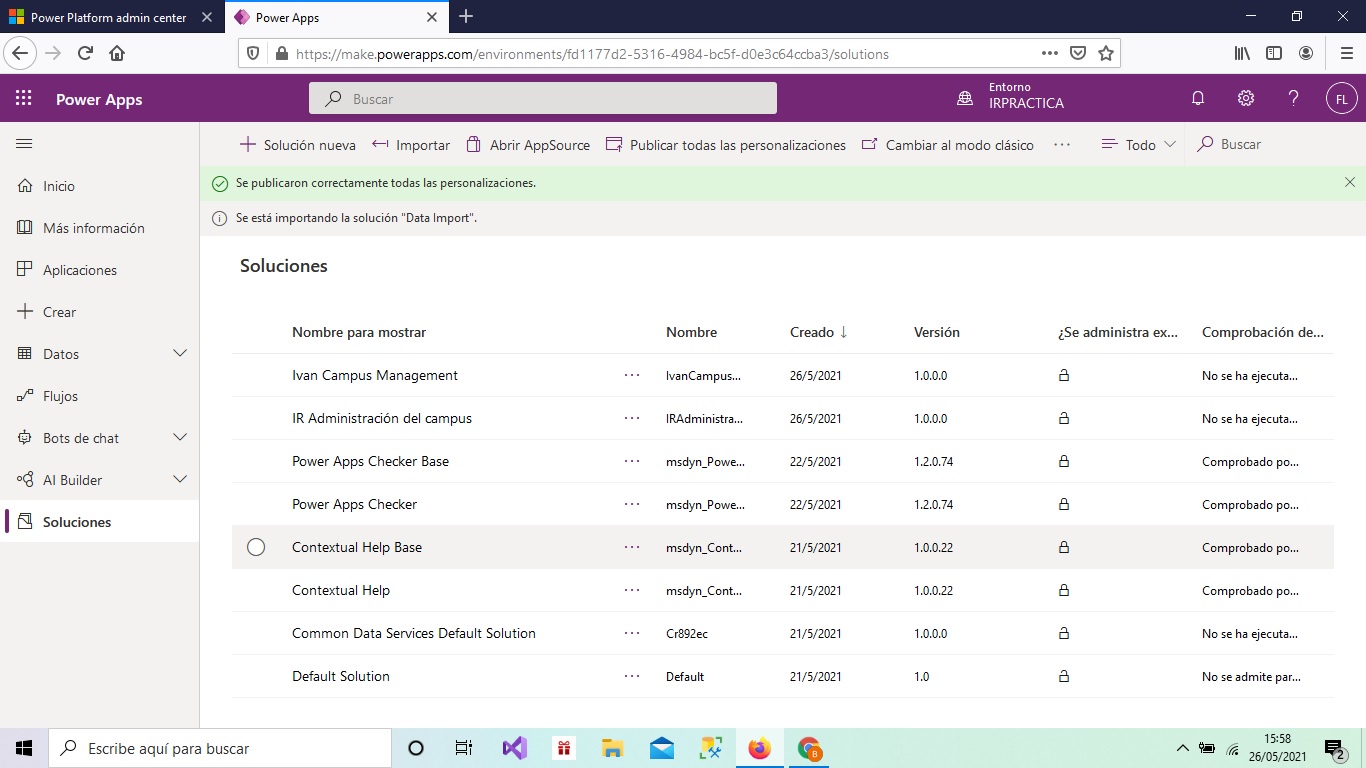 Power Platform admin center
Power Apps
https://make.powerapps.com/environments/fd1177d2-5316-4984-bc5f-d0e3c64ccba3/solutions
Power Apps
Buscar
Entorno
IRPRACTICA
?
FL
Solución nueva
Importar
Abrir AppSource
Publicar todas las personalizaciones
Cambiar al modo clásico
...
Todo
Buscar
Inicio
Más información
Aplicaciones
Crear
Datos
Flujos
Bots de chat
AI Builder
Soluciones
Se publicaron correctamente todas las personalizaciones.
Se está importando la solución "Data Import".
Soluciones
Nombre para mostrar Nombre Creado ↓ Versión ¿Se administra ex... Comprobación de...
Ivan Campus Management ... IvanCampus... 26/5/2021 1.0.0.0 No se ha ejecuta...
IR Administración del campus ... IRAdministra... 26/5/2021 1.0.0.0 No se ha ejecuta...
Power Apps Checker Base ... msdyn_Powe... 22/5/2021 1.2.0.74 Comprobado po...
Power Apps Checker ... msdyn_Powe... 22/5/2021 1.2.0.74 Comprobado po...
Contextual Help Base ... msdyn_Cont... 21/5/2021 1.0.0.22 Comprobado po...
Contextual Help ... msdyn_Cont... 21/5/2021 1.0.0.22 Comprobado po...
Common Data Services Default Solution ... Cr892ec 21/5/2021 1.0.0.0 No se ha ejecuta...
Default Solution ... Default 21/5/2021 1.0 No se admite par...
Escribe aquí para buscar
B
15:58
26/05/2021
2